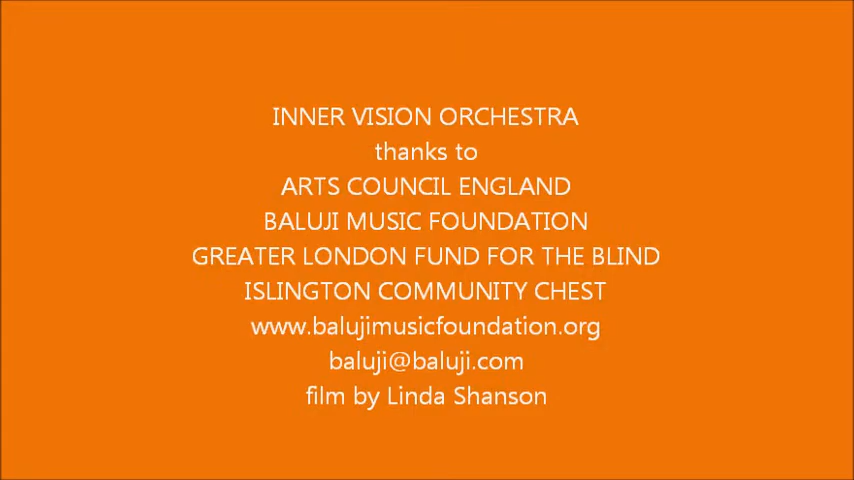 INNER VISION ORCHESTRA
thanks to
ARTS COUNCIL ENGLAND
BALUJI MUSIC FOUNDATION
GREATER LONDON FUND FOR THE BLIND
ISLINGTON COMMUNITY CHEST
www.balujimusicfoundation.org
baluji@baluji.com
film by Linda Shanson